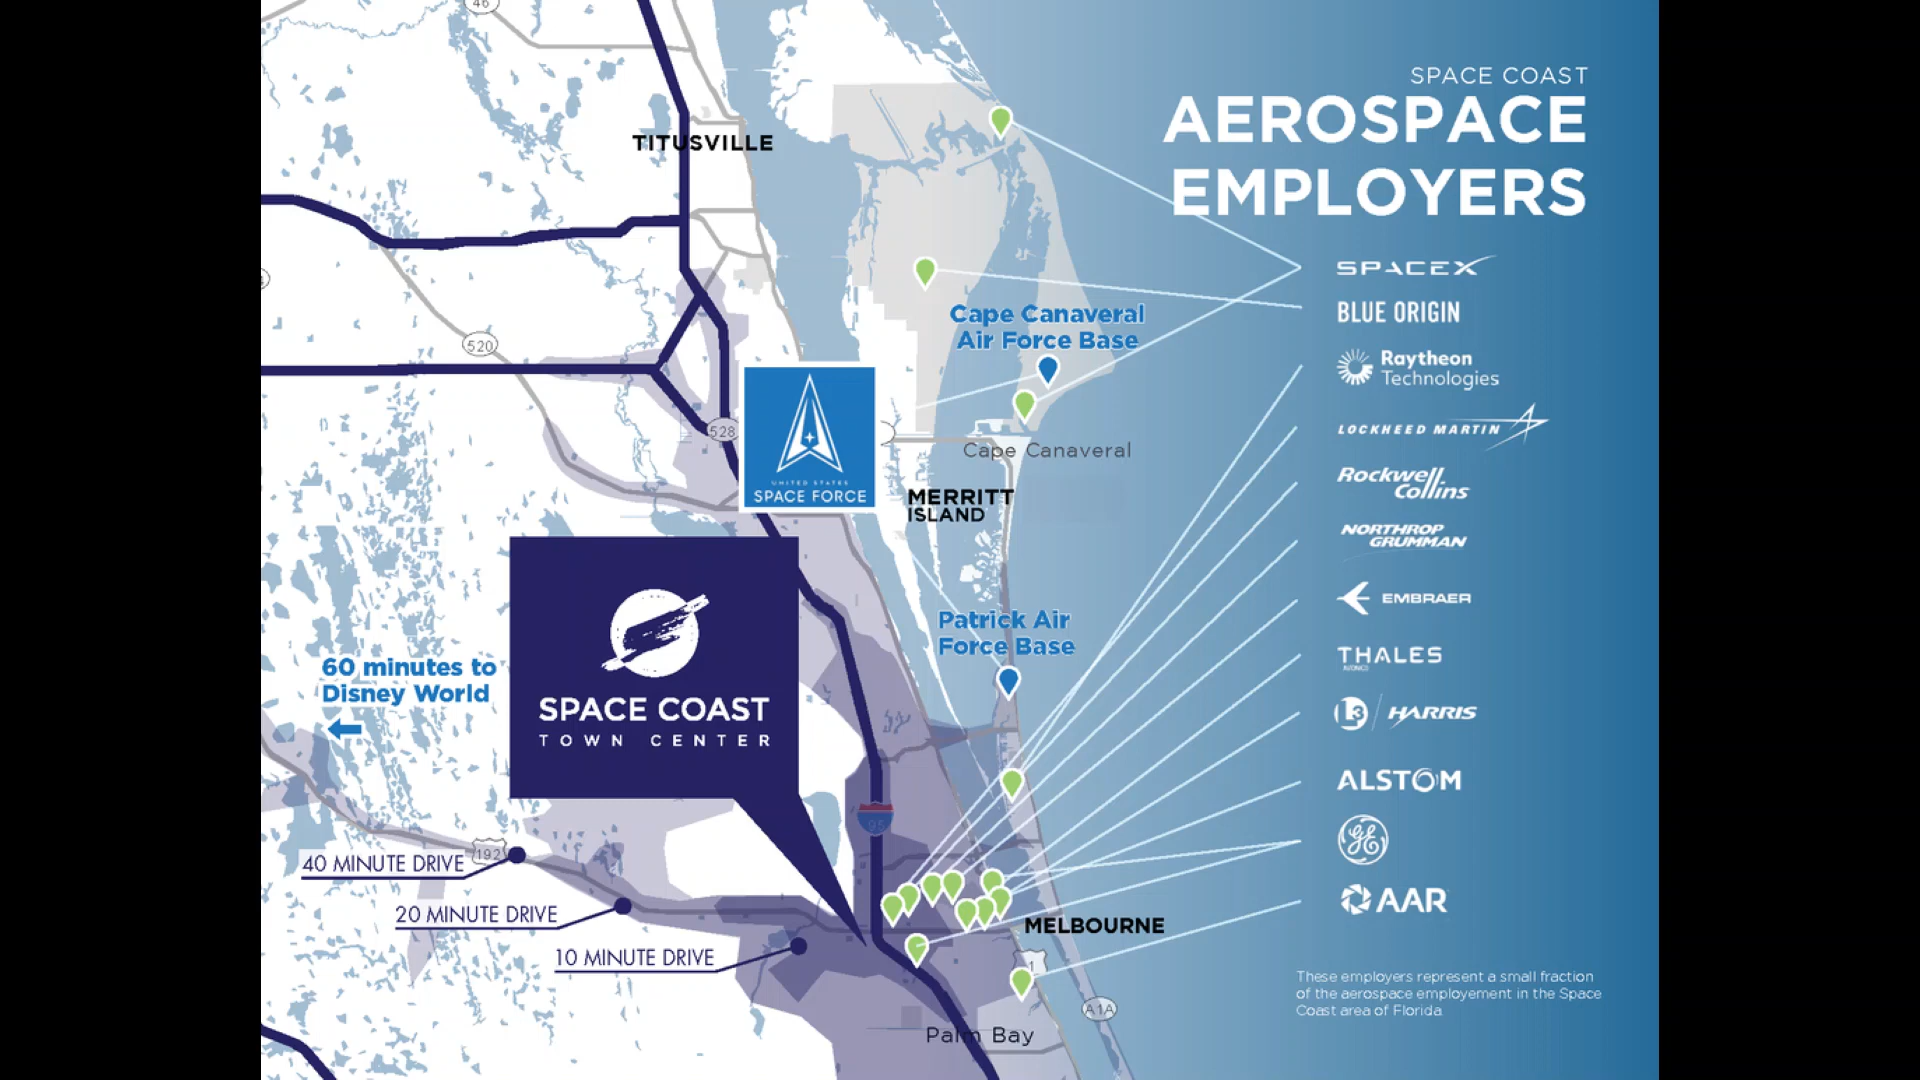 SPACE COAST
AEROSPACE
EMPLOYERS
46
TITUSVILLE
520
528
Cape Canaveral
Air Force Base
Cape Canaveral
UNITED STATES
SPACE FORCE
MERRITT
ISLAND
SPACE COAST
TOWN CENTER
Patrick Air
Force Base
60 minutes to
Disney World
95
192
40 MINUTE DRIVE
20 MINUTE DRIVE
10 MINUTE DRIVE
MELBOURNE
1
A1A
Palm Bay
SPACEX
BLUE ORIGIN
Raytheon
Technologies
LOCKHEED MARTIN
Rockwell
Collins
NORTHROP
GRUMMAN
EMBRAER
THALES
AVIONICS
L3 HARRIS
ALSTOM
GE
AAR
These employers represent a small fraction
of the aerospace employement in the Space
Coast area of Florida